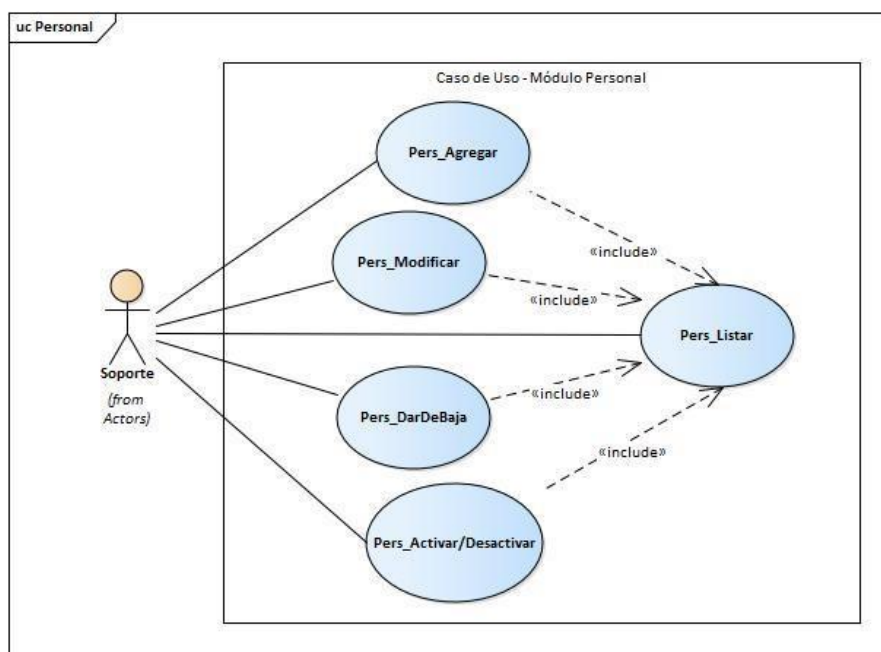 uc Personal
Caso de Uso - Módulo Personal
Pers_Agregar
«include»
Pers_Modificar
«include»
Pers_Listar
Soporte
(from
Actors)
Pers_DarDeBaja
«include»
«include»
Pers_Activar/Desactivar